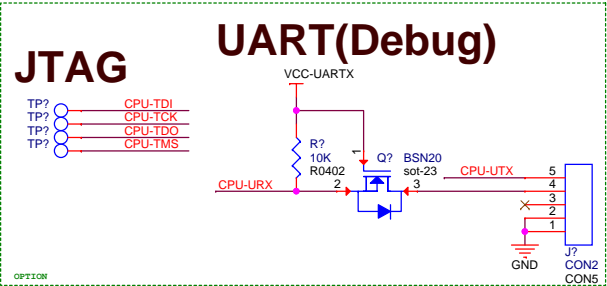 UART(Debug)
JTAG
VCC-UARTX
TP? CPU-TDI
TP? CPU-TCK
TP? CPU-TDO
TP? CPU-TMS
R?
10K
R0402
1
Q? BSN20
sot-23
CPU-URX
2
3
CPU-UTX
5
4
3
2
1
GND
J?
CON2
CON5
OPTION